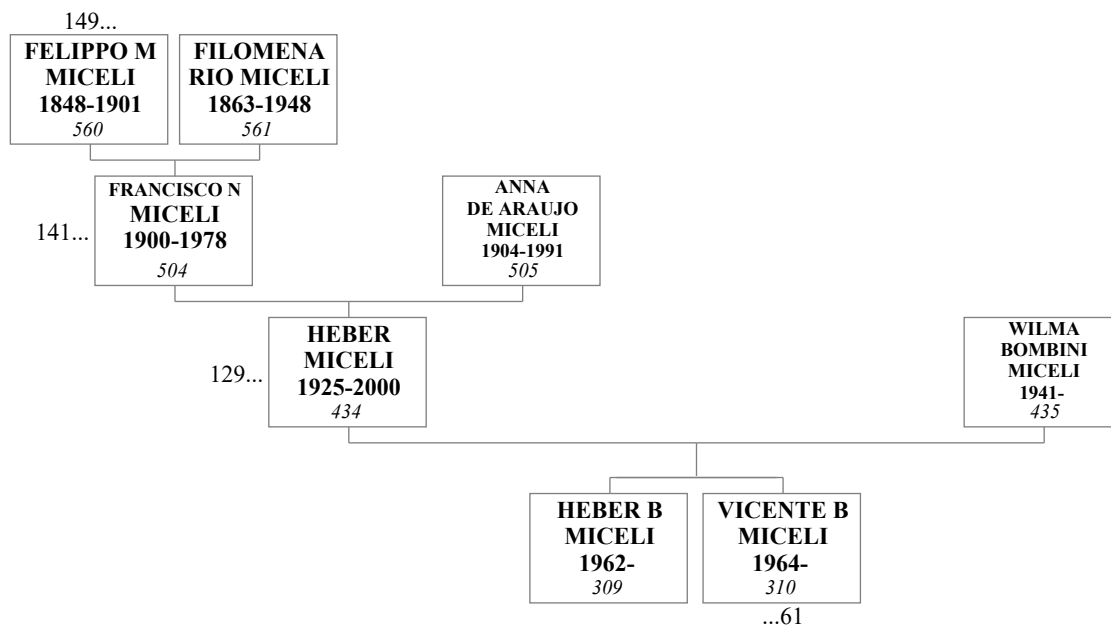 149...
FELIPPO M
MICELI
1848-1901
560
FILOMENA
RIO MICELI
1863-1948
561
141...
FRANCISCO N
MICELI
1900-1978
504
ANNA
DE ARAUJO
MICELI
1904-1991
505
129...
HEBER
MICELI
1925-2000
434
WILMA
BOMBINI
MICELI
1941-
435
HEBER B
MICELI
1962-
309
VICENTE B
MICELI
1964-
310
...61